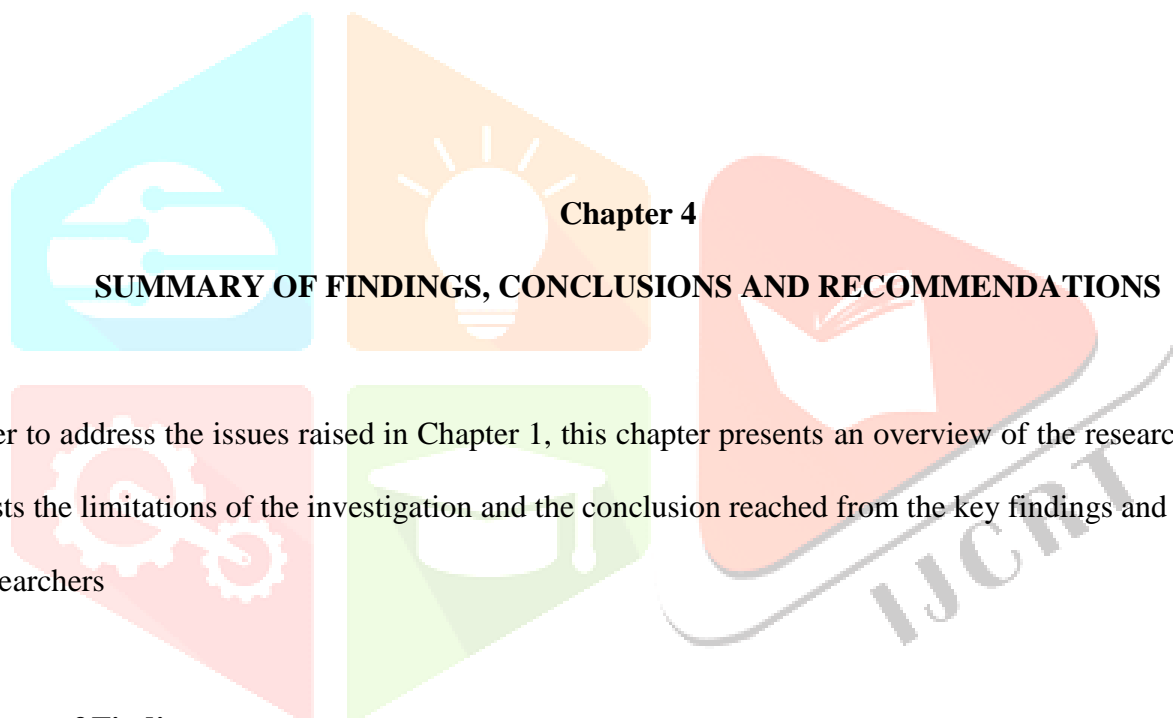 Chapter 4
SUMMARY OF FINDINGS, CONCLUSIONS AND RECOMMENDATIONS
er to address the issues raised in Chapter 1, this chapter presents an overview of the researc
sts the limitations of the investigation and the conclusion reached from the key findings and
earchers
IJCRT